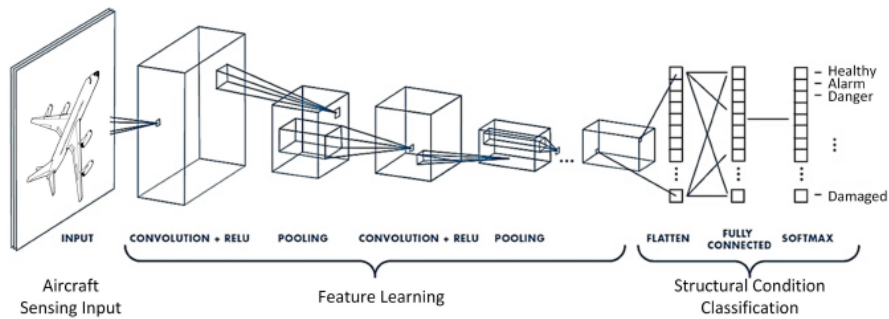 Healthy
Alarm
Danger
Damaged
INPUT
CONVOLUTION + RELU
POOLING
CONVOLUTION + RELU
POOLING
FLATTEN
FULLY
CONNECTED
SOFTMAX
Aircraft
Sensing Input
Feature Learning
Structural Condition
Classification